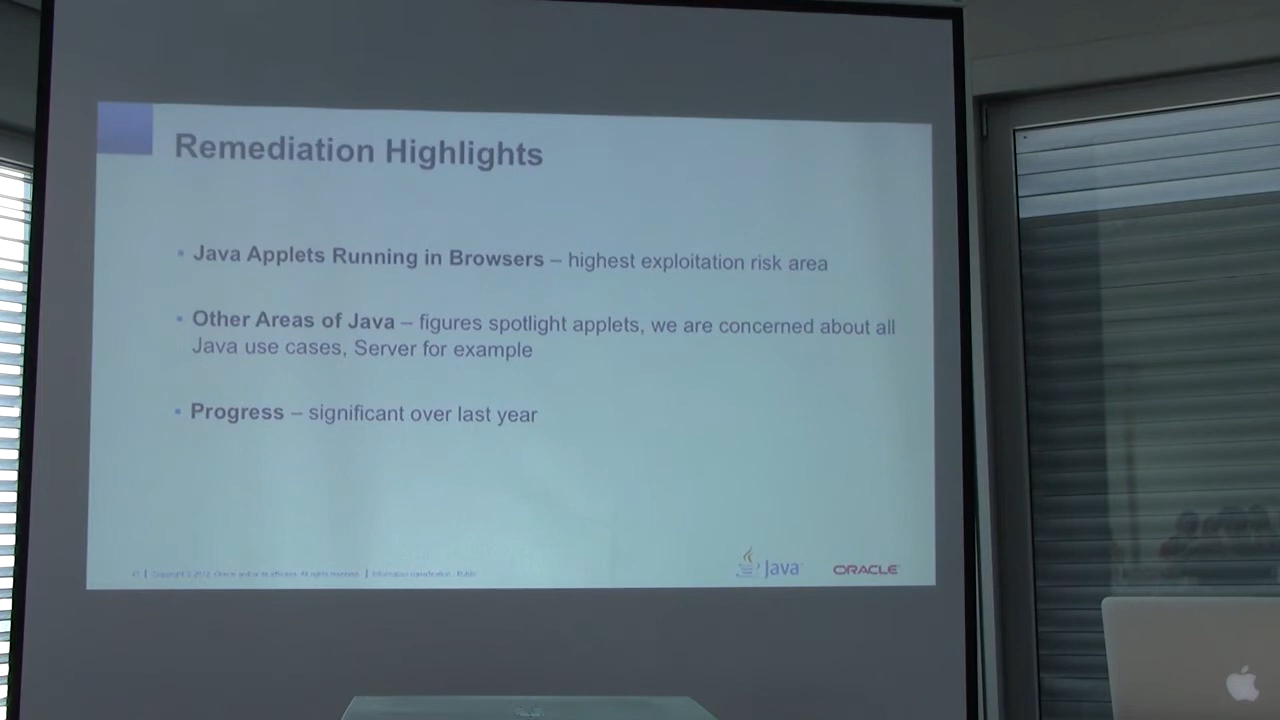 Remediation Highlights
Java Applets Running in Browsers – highest exploitation risk area
Other Areas of Java – figures spotlight applets, we are concerned about all
Java use cases, Server for example
Progress – significant over last year
Java
ORACLE